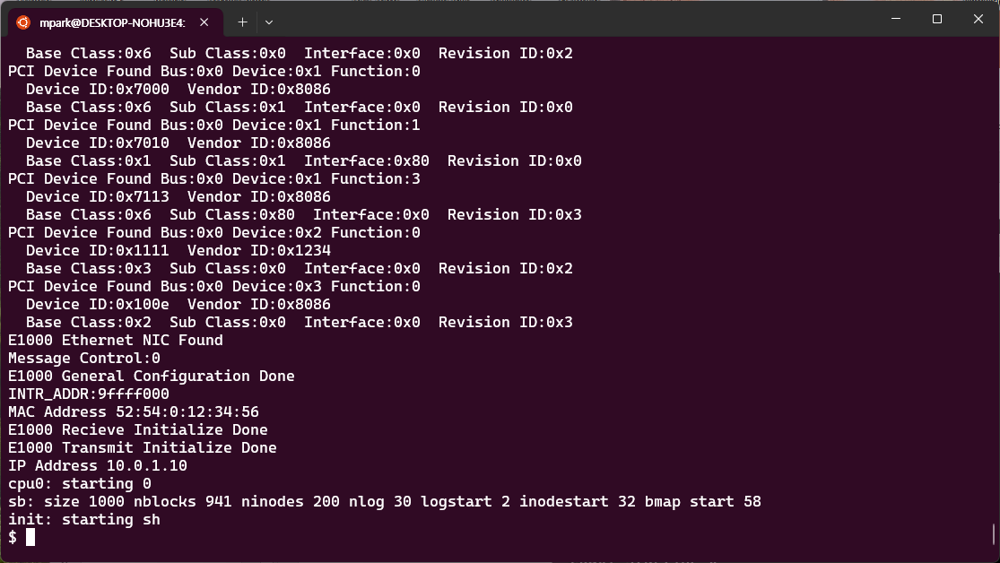 mpark@DESKTOP-NOHU3E4:
  Base Class:0x6  Sub Class:0x0  Interface:0x0  Revision ID:0x2
PCI Device Found Bus:0x0 Device:0x1 Function:0
  Device ID:0x7000  Vendor ID:0x8086
  Base Class:0x6  Sub Class:0x1  Interface:0x0  Revision ID:0x0
PCI Device Found Bus:0x0 Device:0x1 Function:1
  Device ID:0x7010  Vendor ID:0x8086
  Base Class:0x1  Sub Class:0x1  Interface:0x80  Revision ID:0x0
PCI Device Found Bus:0x0 Device:0x1 Function:3
  Device ID:0x7113  Vendor ID:0x8086
  Base Class:0x6  Sub Class:0x80  Interface:0x0  Revision ID:0x3
PCI Device Found Bus:0x0 Device:0x2 Function:0
  Device ID:0x1111  Vendor ID:0x1234
  Base Class:0x3  Sub Class:0x0  Interface:0x0  Revision ID:0x2
PCI Device Found Bus:0x0 Device:0x3 Function:0
  Device ID:0x100e  Vendor ID:0x8086
  Base Class:0x2  Sub Class:0x0  Interface:0x0  Revision ID:0x3
E1000 Ethernet NIC Found
Message Control:0
E1000 General Configuration Done
INTR_ADDR:9ffff000
MAC Address 52:54:0:12:34:56
E1000 Recieve Initialize Done
E1000 Transmit Initialize Done
IP Address 10.0.1.10
cpu0: starting 0
sb: size 1000 nblocks 941 ninodes 200 nlog 30 logstart 2 inodestart 32 bmap start 58
init: starting sh
$